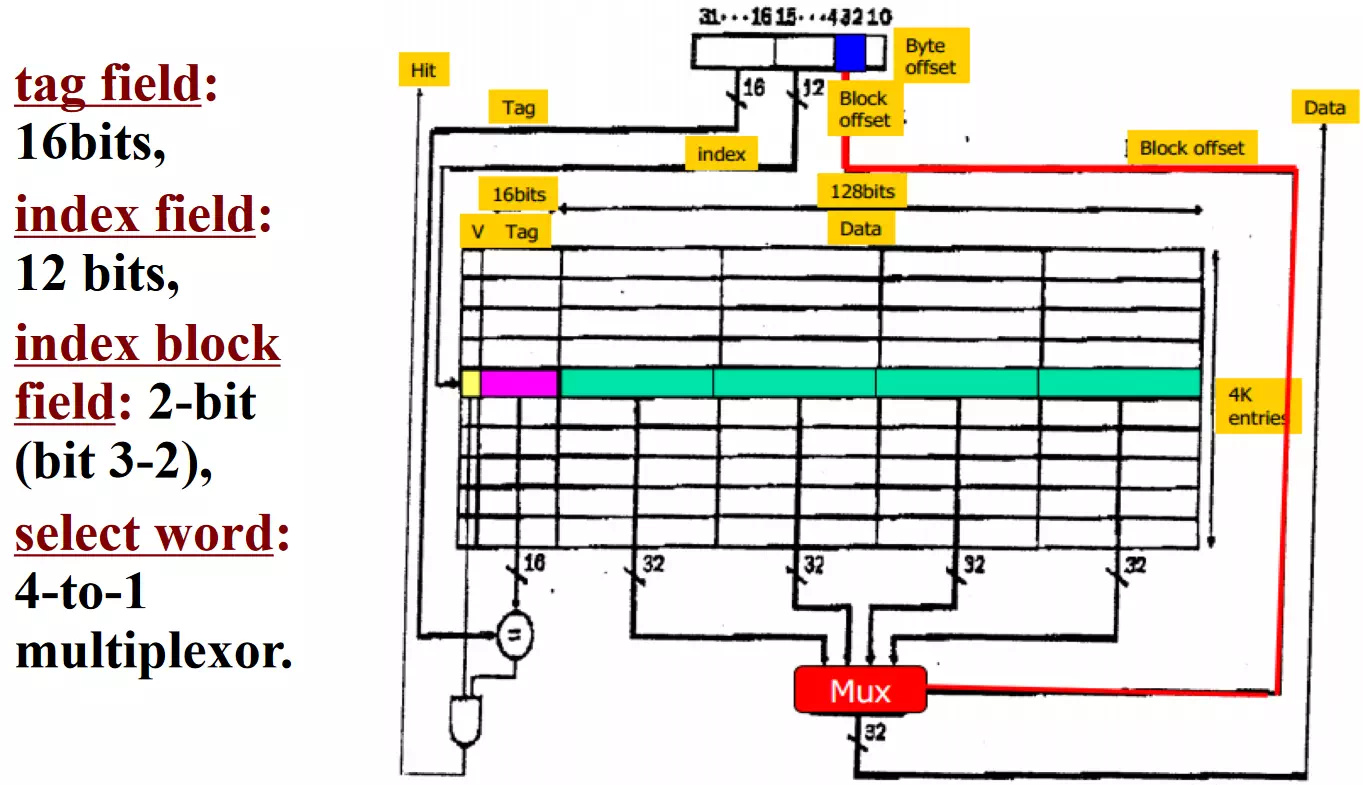 tag field:
16bits,
index field:
12 bits,
index block
field: 2-bit
(bit 3-2),
select word:
4-to-1
multiplexor.
31···16 15···4 3 2 1 0
Byte
offset
Hit
16
12
Block
offset
Tag
Data
index
Block offset
16bits
128bits
V
Tag
Data
4K
entries
16
32
32
32
32
=
Mux
32